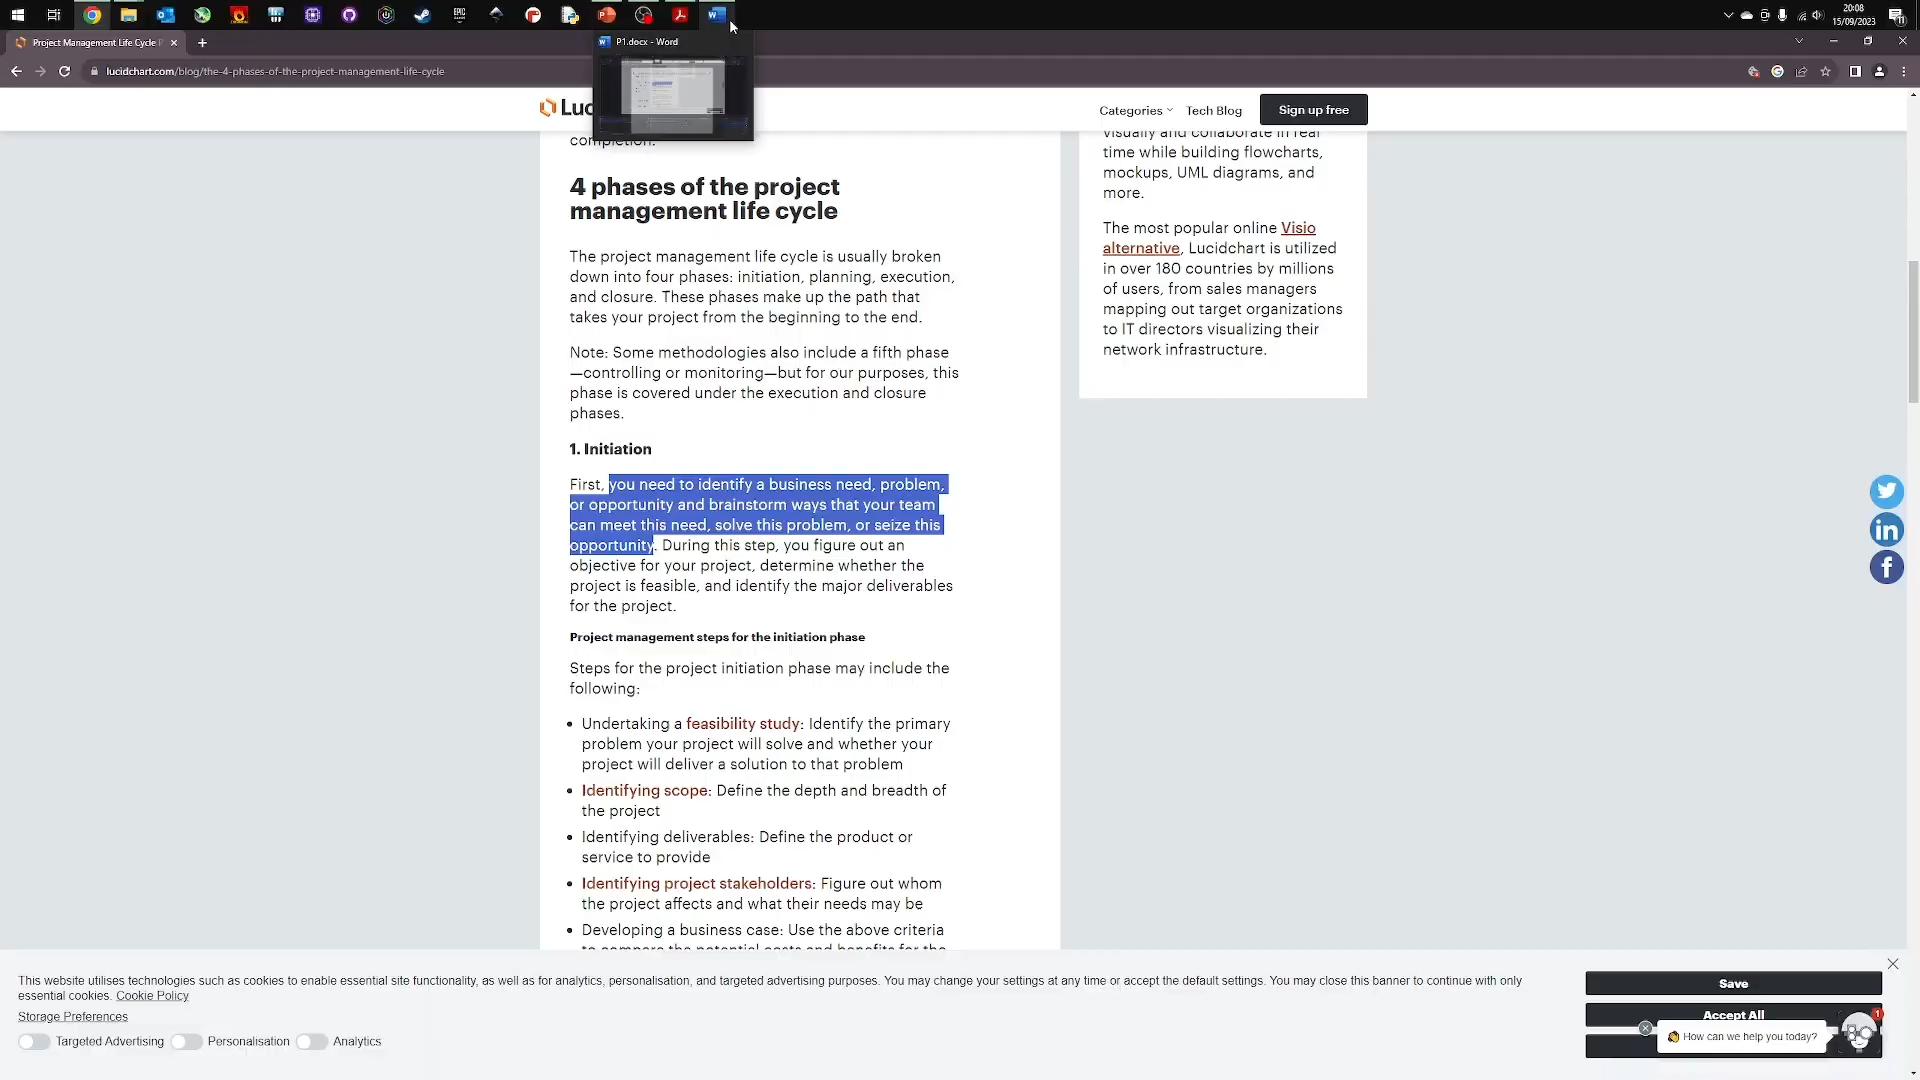 20:08
15/09/2023
Project Management Life Cycle
P1.docx - Word
lucidchart.com/blog/the-4-phases-of-the-project-management-life-cycle
Luc
Categories
Tech Blog
Sign up free
completion.
4 phases of the project
management life cycle
The project management life cycle is usually broken
down into four phases: initiation, planning, execution,
and closure. These phases make up the path that
takes your project from the beginning to the end.
Note: Some methodologies also include a fifth phase
—controlling or monitoring—but for our purposes, this
phase is covered under the execution and closure
phases.
1. Initiation
First, you need to identify a business need, problem,
or opportunity and brainstorm ways that your team
can meet this need, solve this problem, or seize this
opportunity. During this step, you figure out an
objective for your project, determine whether the
project is feasible, and identify the major deliverables
for the project.
Project management steps for the initiation phase
Steps for the project initiation phase may include the
following:
• Undertaking a feasibility study: Identify the primary
problem your project will solve and whether your
project will deliver a solution to that problem
• Identifying scope: Define the depth and breadth of
the project
• Identifying deliverables: Define the product or
service to provide
• Identifying project stakeholders: Figure out whom
the project affects and what their needs may be
• Developing a business case: Use the above criteria
to compare the potential costs and benefits for the
visually and collaborate in real
time while building flowcharts,
mockups, UML diagrams, and
more.
The most popular online Visio
alternative, Lucidchart is utilized
in over 180 countries by millions
of users, from sales managers
mapping out target organizations
to IT directors visualizing their
network infrastructure.
This website utilises technologies such as cookies to enable essential site functionality, as well as for analytics, personalisation, and targeted advertising purposes. You may change your settings at any time or accept the default settings. You may close this banner to continue with only
essential cookies. Cookie Policy
Storage Preferences
Targeted Advertising
Personalisation
Analytics
Save
Accept All
How can we help you today?
1